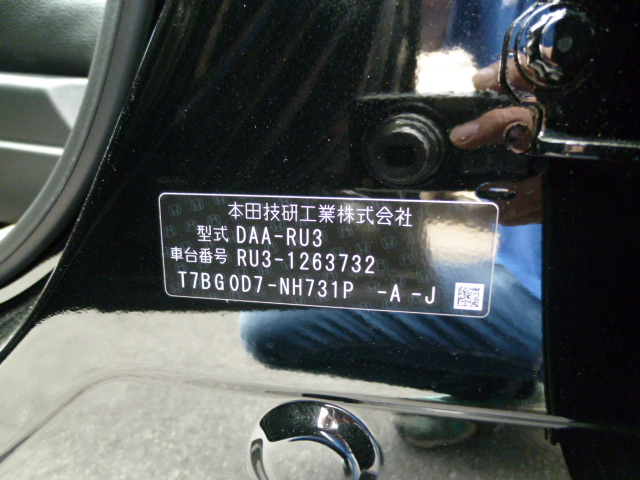 本田技研工業株式会社
型式 DAA-RU3
車台番号 RU3-1263732
T7BG0D7-NH731P -A -J